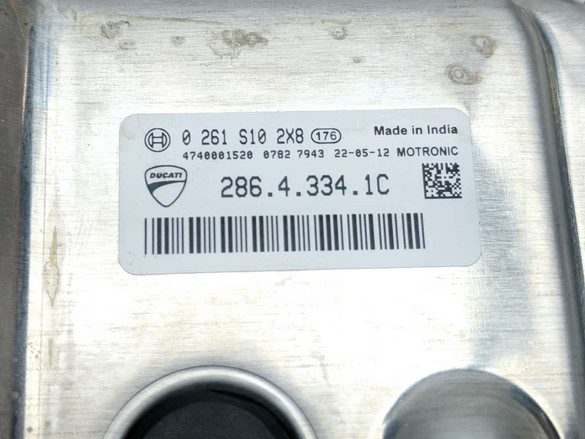 0 261 S10 2X8 176 Made in India
4740001520 0782 7943 22-05-12 MOTRONIC
DUCATI 286.4.334.1C